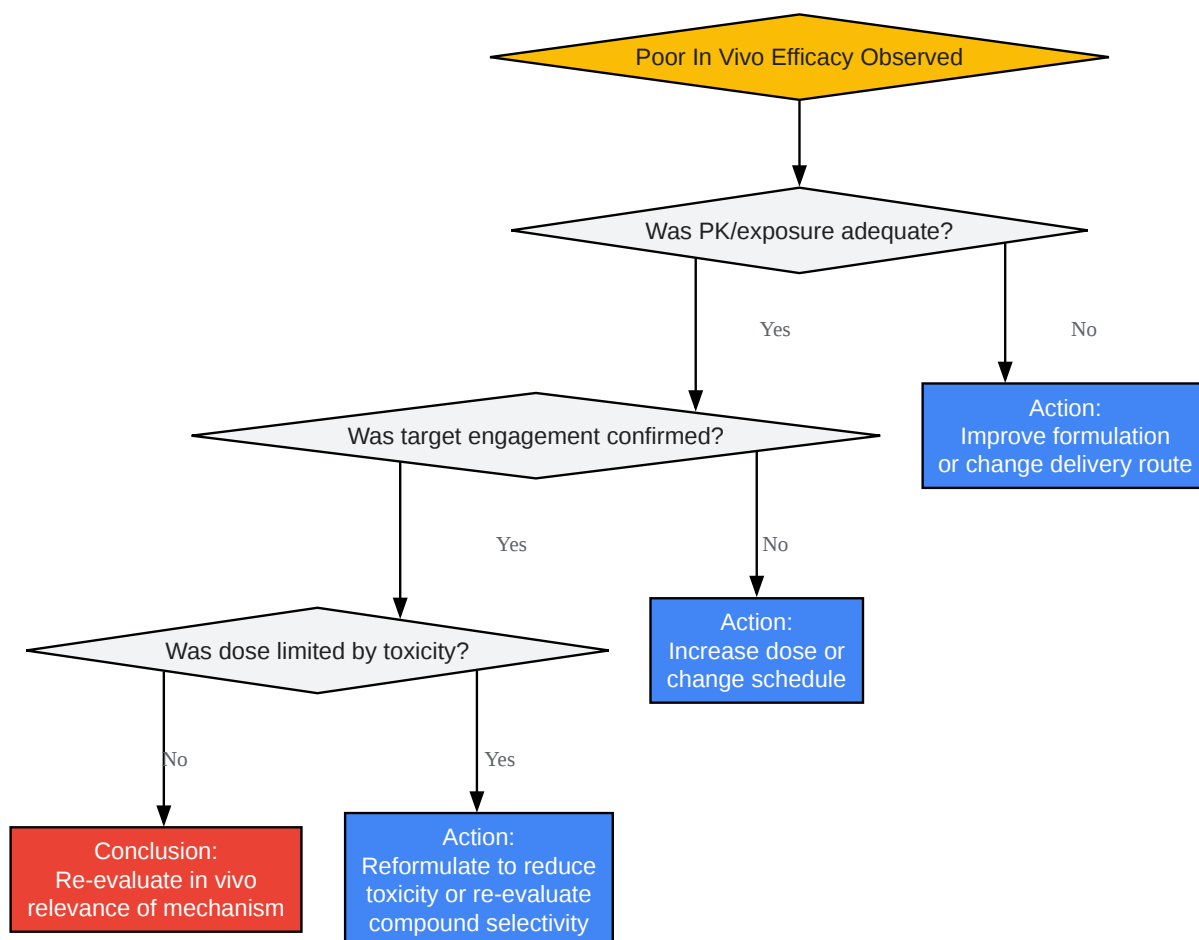 Poor In Vivo Efficacy Observed
Was PK/exposure adequate?
Yes
No
Action:
Improve formulation
or change delivery route
Was target engagement confirmed?
Yes
No
Action:
Increase dose or
change schedule
Was dose limited by toxicity?
No
Yes
Conclusion:
Re-evaluate in vivo
relevance of mechanism
Action:
Reformulate to reduce
toxicity or re-evaluate
compound selectivity